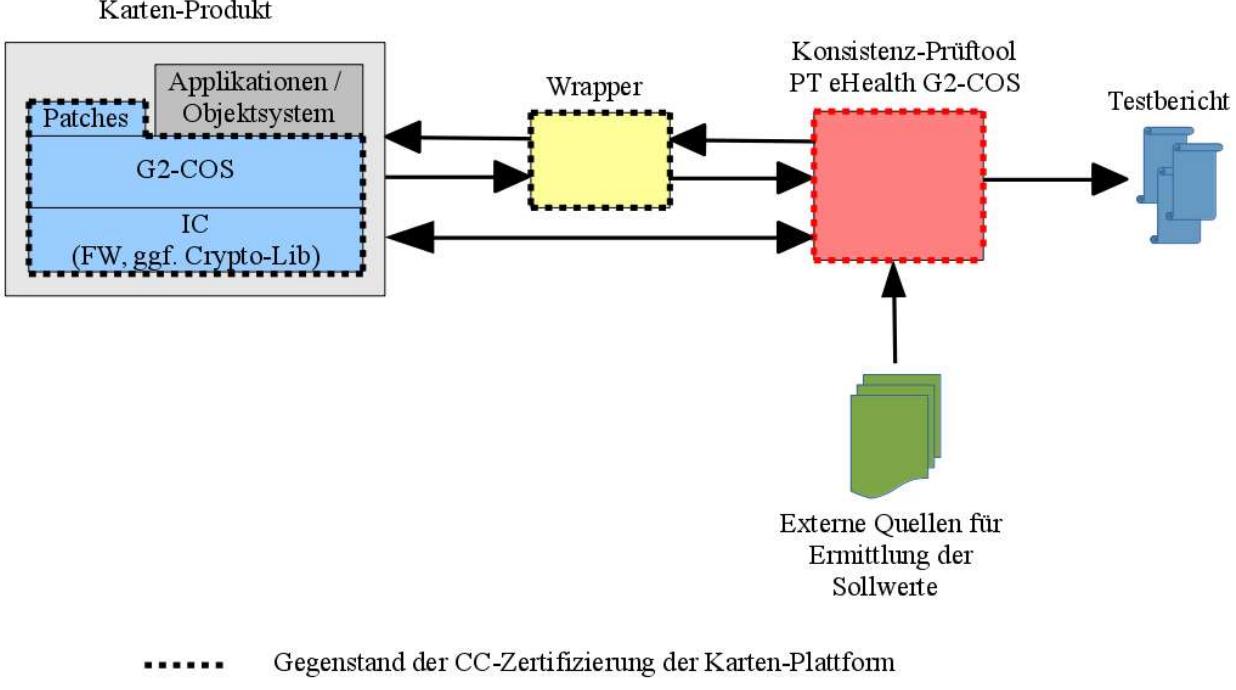 Karten-Produkt
Applikationen /
Objektsystem
Patches
G2-COS
IC
(FW, ggf. Crypto-Lib)
Wrapper
Konsistenz-Prüftool
PT eHealth G2-COS
Testbericht
Externe Quellen für
Ermittlung der
Sollwerte
Gegenstand der CC-Zertifizierung der Karten-Plattform